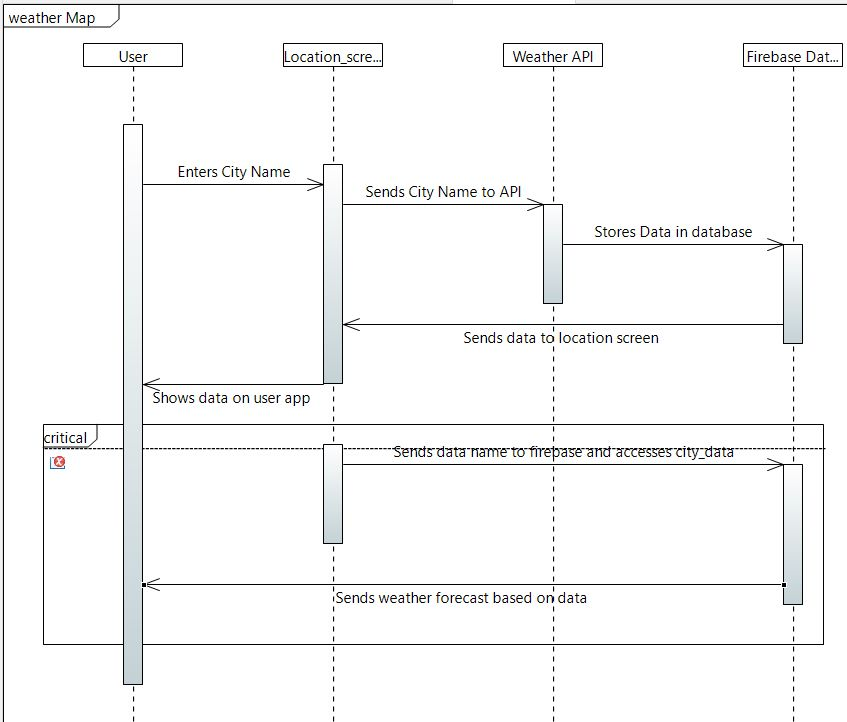 weather Map
User
Location_scre...
Weather API
Firebase Dat...
Enters City Name
Sends City Name to API
Stores Data in database
Sends data to location screen
Shows data on user app
critical
Sends data name to firebase and accesses city_data
Sends weather forecast based on data